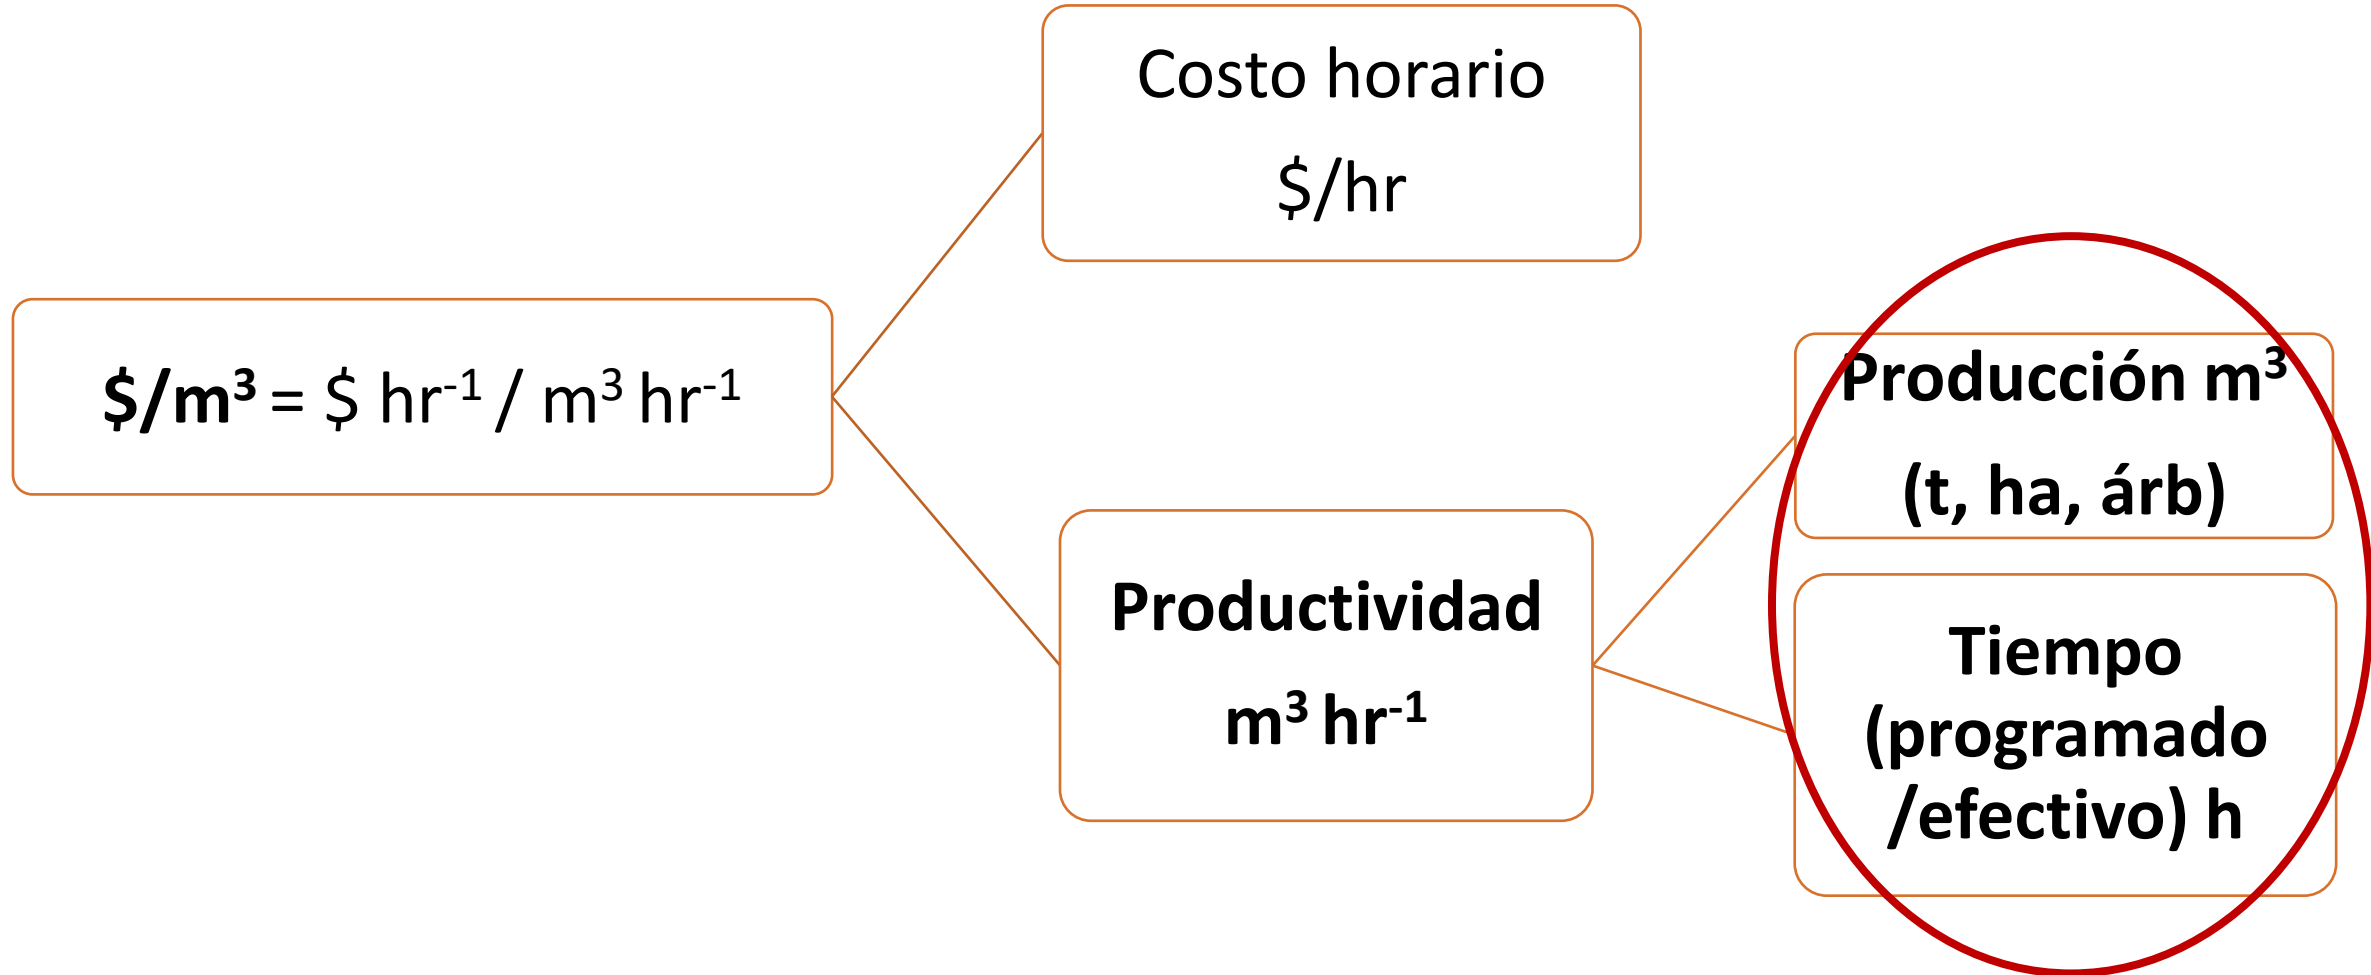 Costo horario
$/hr
$/m³ = $ hr⁻¹ / m³ hr⁻¹
Productividad
m³ hr⁻¹
Producción m³
(t, ha, árb)
Tiempo
(programado
/efectivo) h